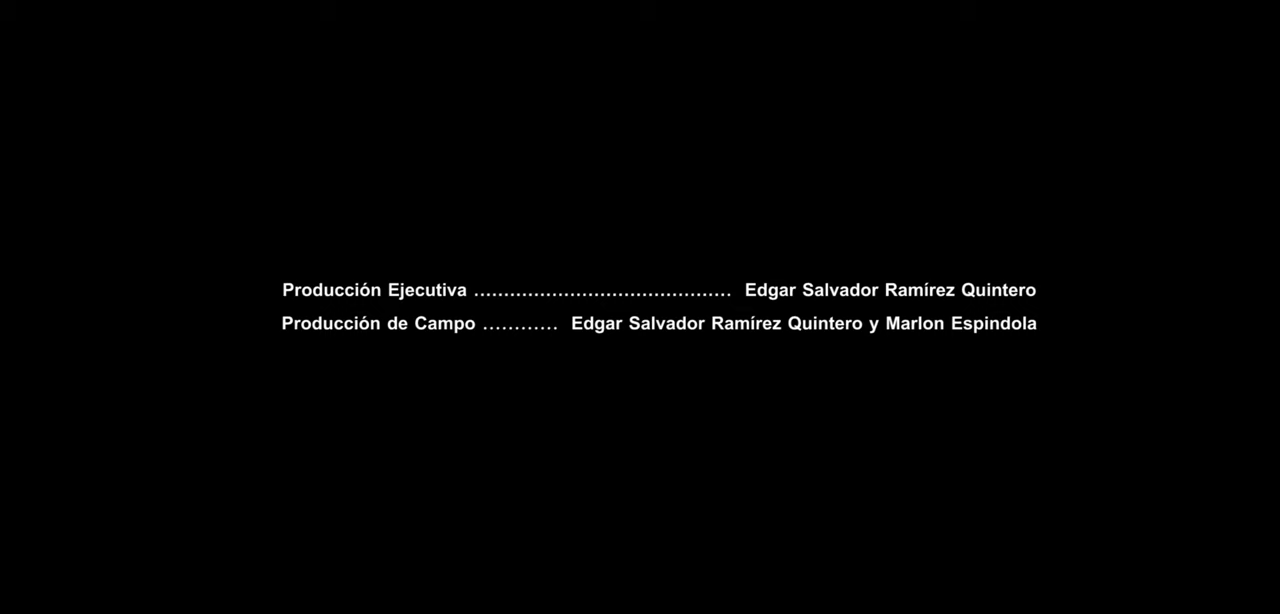 Producción Ejecutiva ........................................... Edgar Salvador Ramírez Quintero
Producción de Campo ............ Edgar Salvador Ramírez Quintero y Marlon Espindola